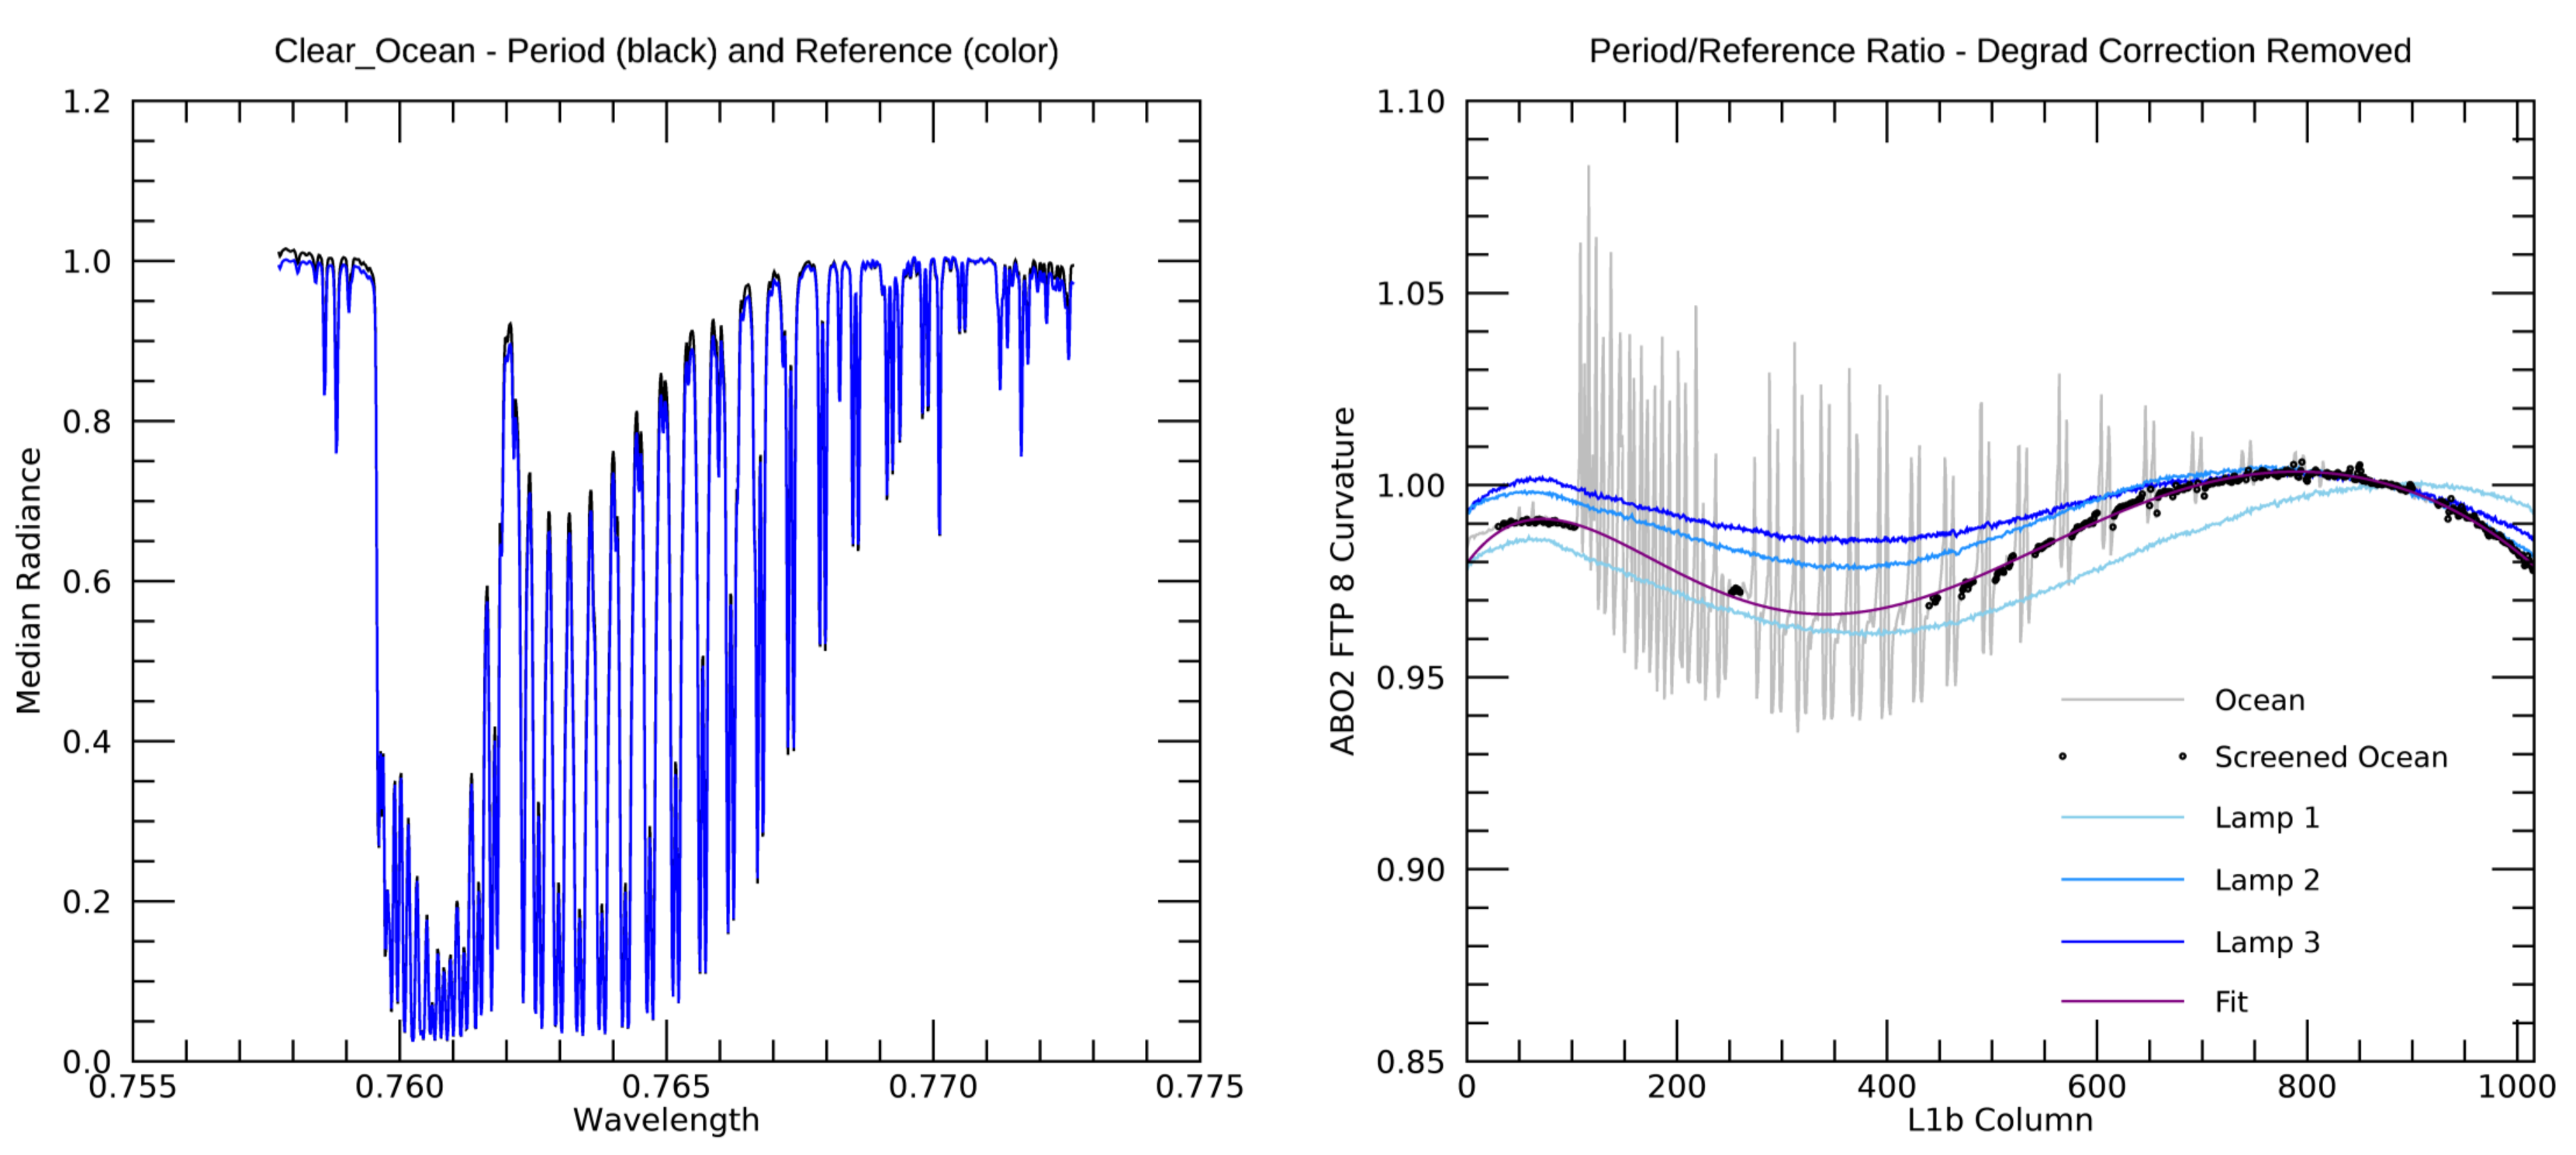 Clear_Ocean - Period (black) and Reference (color)
1.2
1.0
0.8
0.6
0.4
0.2
0.0
Median Radiance
0.755 0.760 0.765 0.770 0.775
Wavelength
Period/Reference Ratio - Degrad Correction Removed
1.10
1.05
1.00
0.95
0.90
0.85
ABO2 FTP 8 Curvature
Ocean
Screened Ocean
Lamp 1
Lamp 2
Lamp 3
Fit
0 200 400 600 800 1000
L1b Column